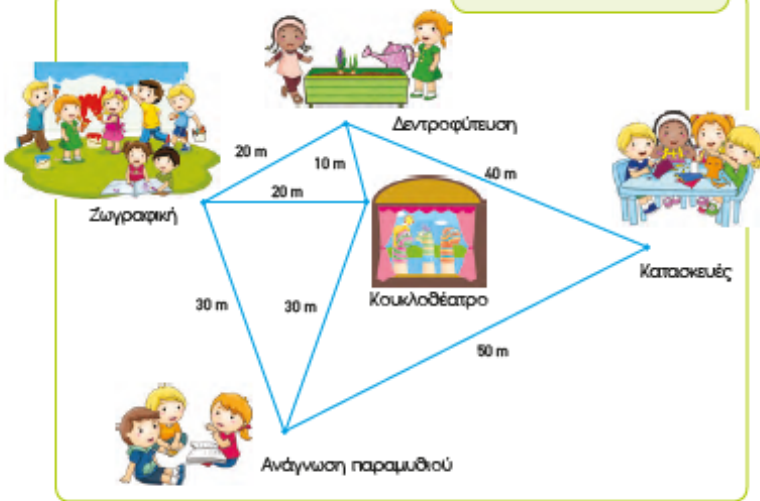 Δεντροφύτευση
20 m
10 m
40 m
20 m
Ζωγραφική
Κατασκευές
Κουκλοθέατρο
30 m
30 m
50 m
Ανάγνωση παραμυθιού